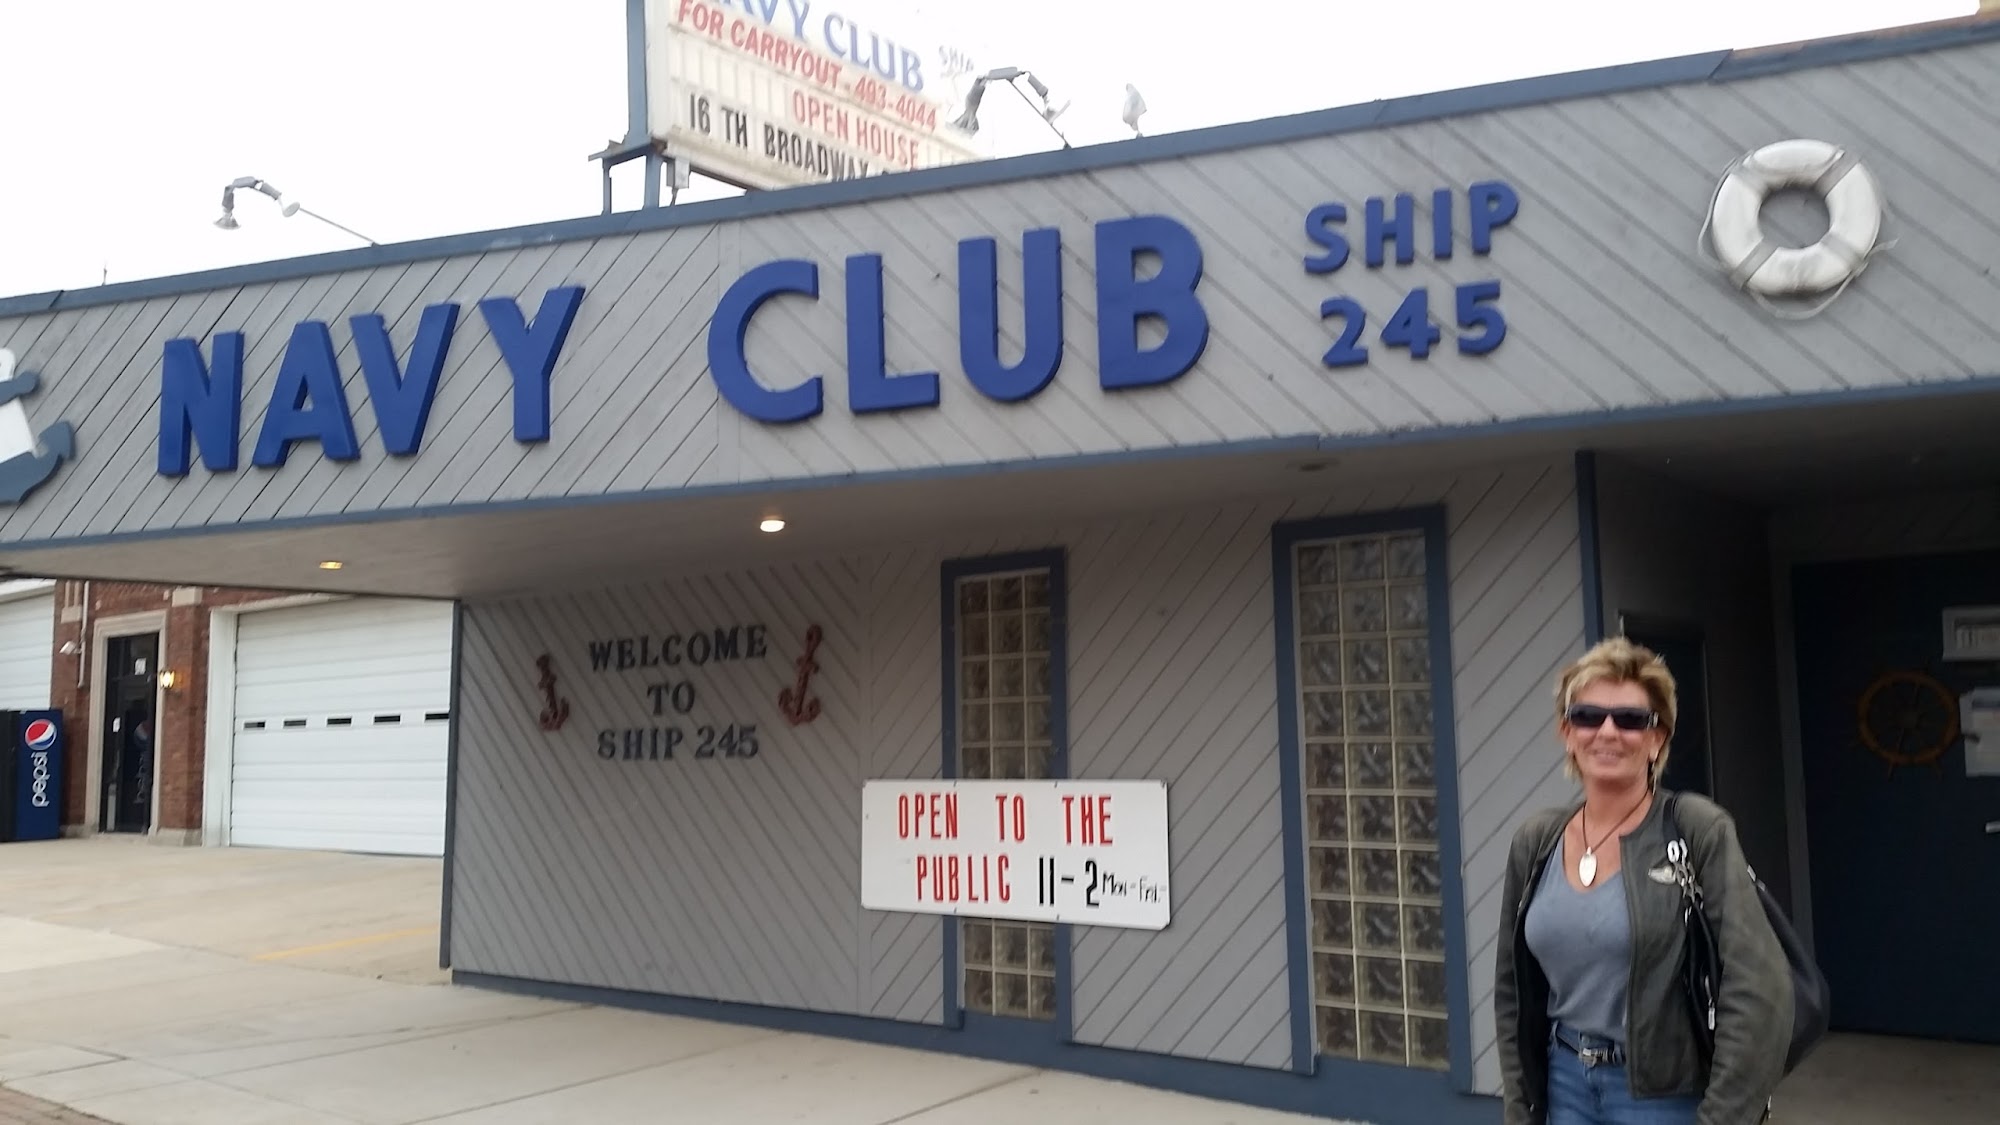 NAVY CLUB SHIP
FOR CARRYOUT - 493-4044
OPEN HOUSE
16 TH BROADWAY
NAVY CLUB
SHIP
245
WELCOME
TO
SHIP 245
OPEN TO THE
PUBLIC 11-2 Mon-Fri-
pepsi